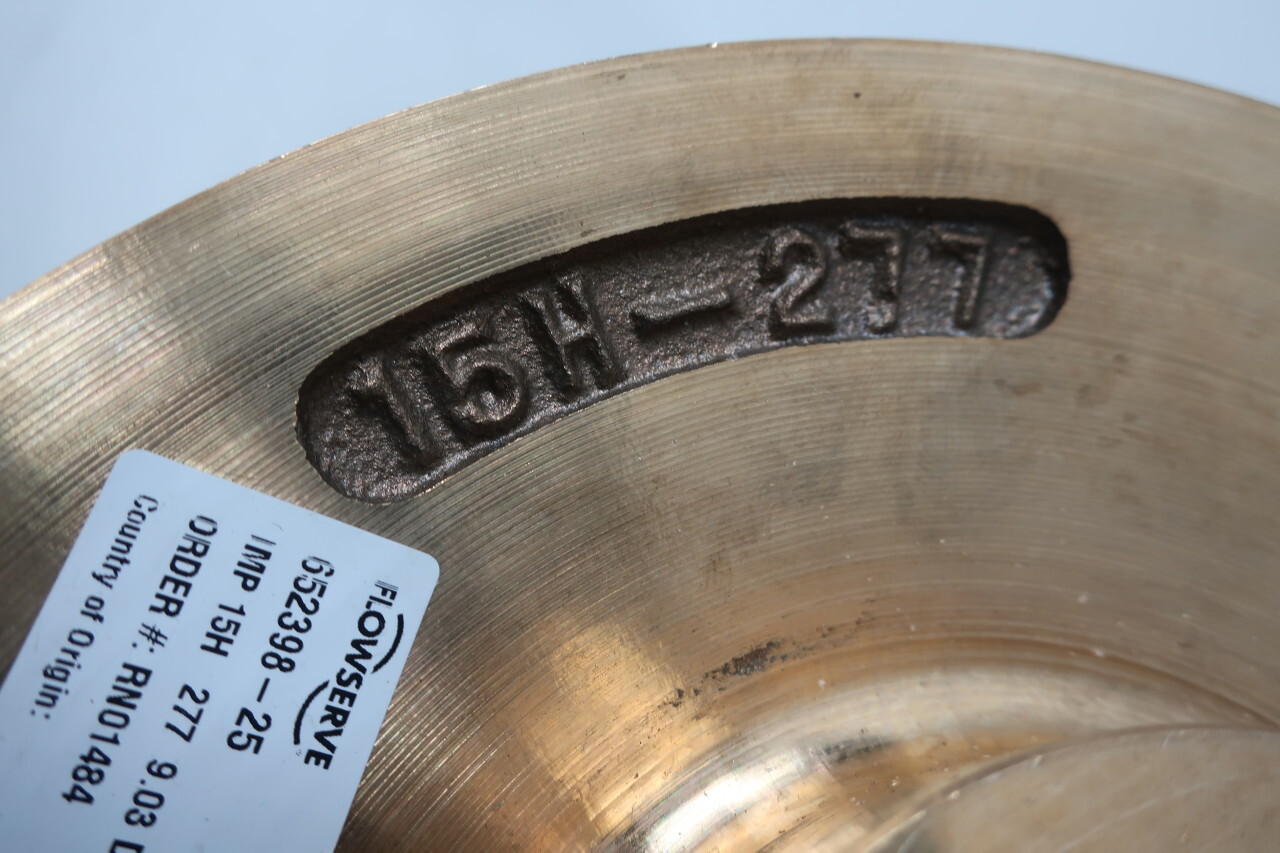 15H-277
FLOWSERVE
652398-25
IMP 15H 277 9.03
ORDER #: RN01484
Country of Origin: